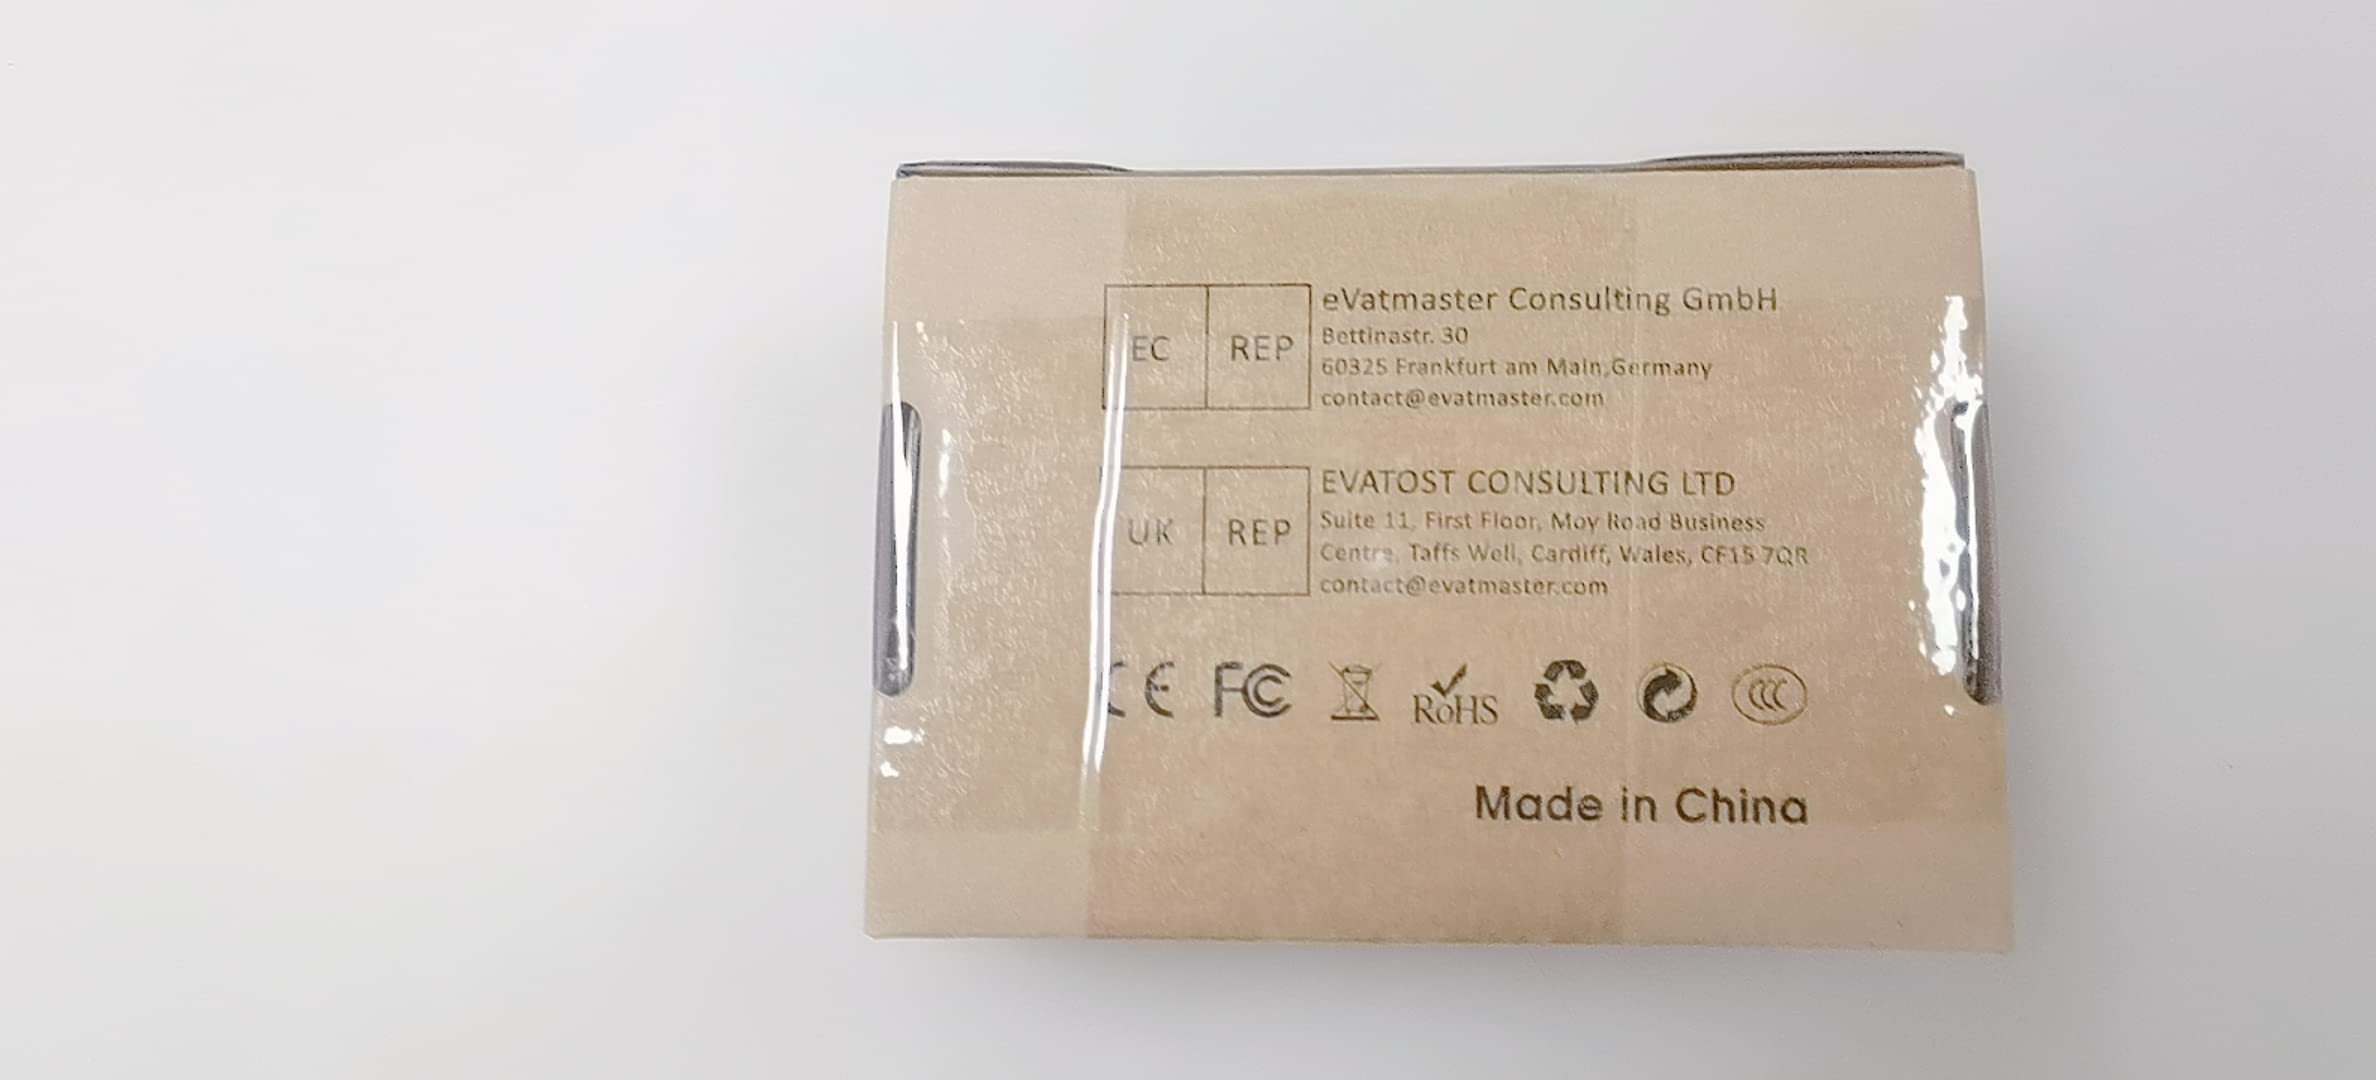 EC REP
eVatmaster Consulting GmbH
Bettinastr. 30
60325 Frankfurt am Main,Germany
contact@evatmaster.com
UK REP
EVATOST CONSULTING LTD
Suite 11, First Floor, Moy Road Business
Centre, Taffs Well, Cardiff, Wales, CF15 7QR
contact@evatmaster.com
CE FC RoHS CCC
Made in China